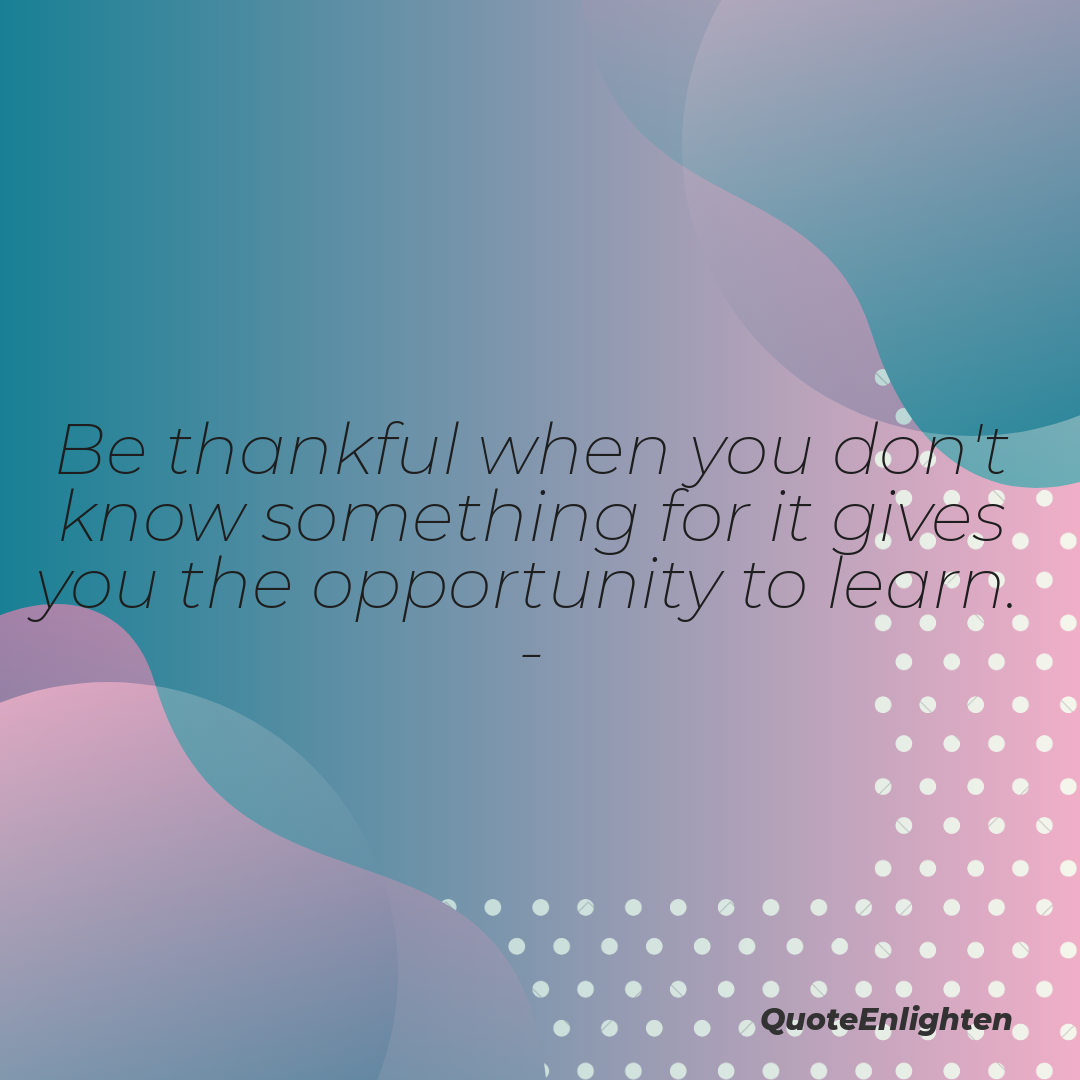 Be thankful when you don't
know something for it gives
you the opportunity to learn.
–
QuoteEnlighten